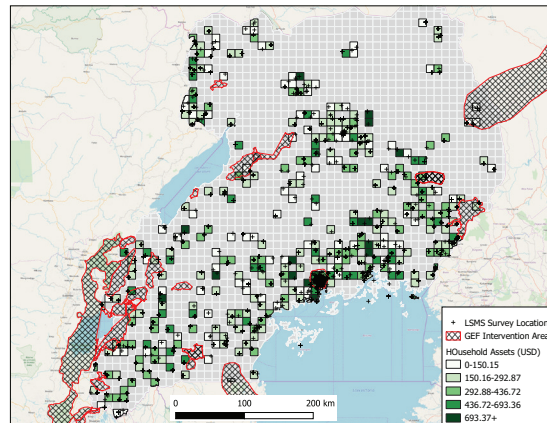 LSMS Survey Location
GEF Intervention Area
HOusehold Assets (USD)
0-150.15
150.16-292.87
292.88-436.72
436.72-693.36
693.37+
0 100 200 km